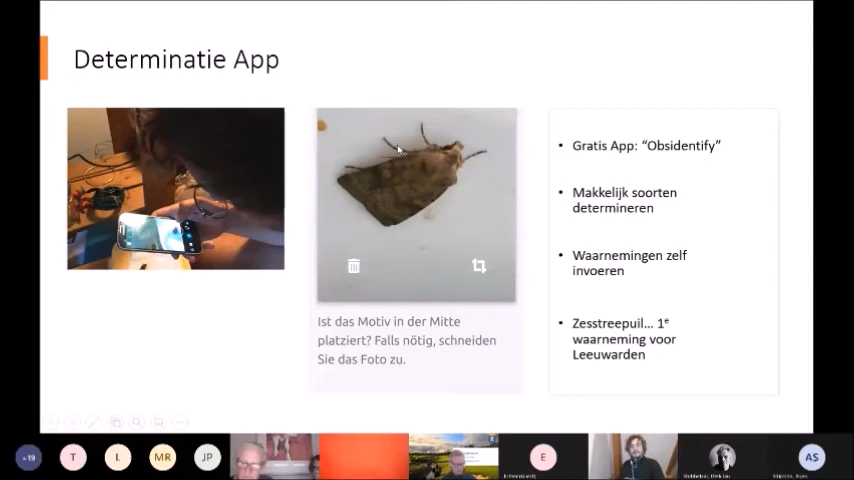 Determinatie App
Ist das Motiv in der Mitte
platziert? Falls nötig, schneiden
Sie das Foto zu.
• Gratis App: “Obsidentify”
• Makkelijk soorten
determineren
• Waarnemingen zelf
invoeren
• Zesstreepuil... 1e
waarneming voor
Leeuwarden
+19
T
L
MR
JP
E
AS